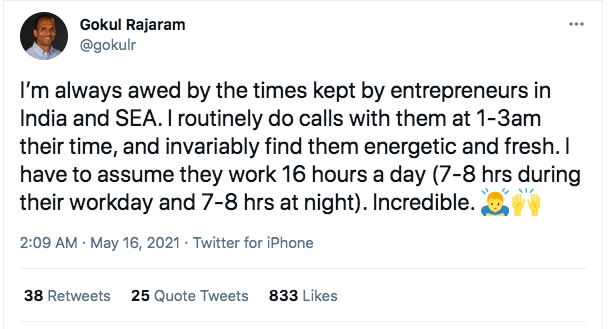 Gokul Rajaram
@gokulr
I'm always awed by the times kept by entrepreneurs in
India and SEA. I routinely do calls with them at 1-3am
their time, and invariably find them energetic and fresh. I
have to assume they work 16 hours a day (7-8 hrs during
their workday and 7-8 hrs at night). Incredible. 🙇‍♂️🙌
2:09 AM · May 16, 2021 · Twitter for iPhone
38 Retweets 25 Quote Tweets 833 Likes